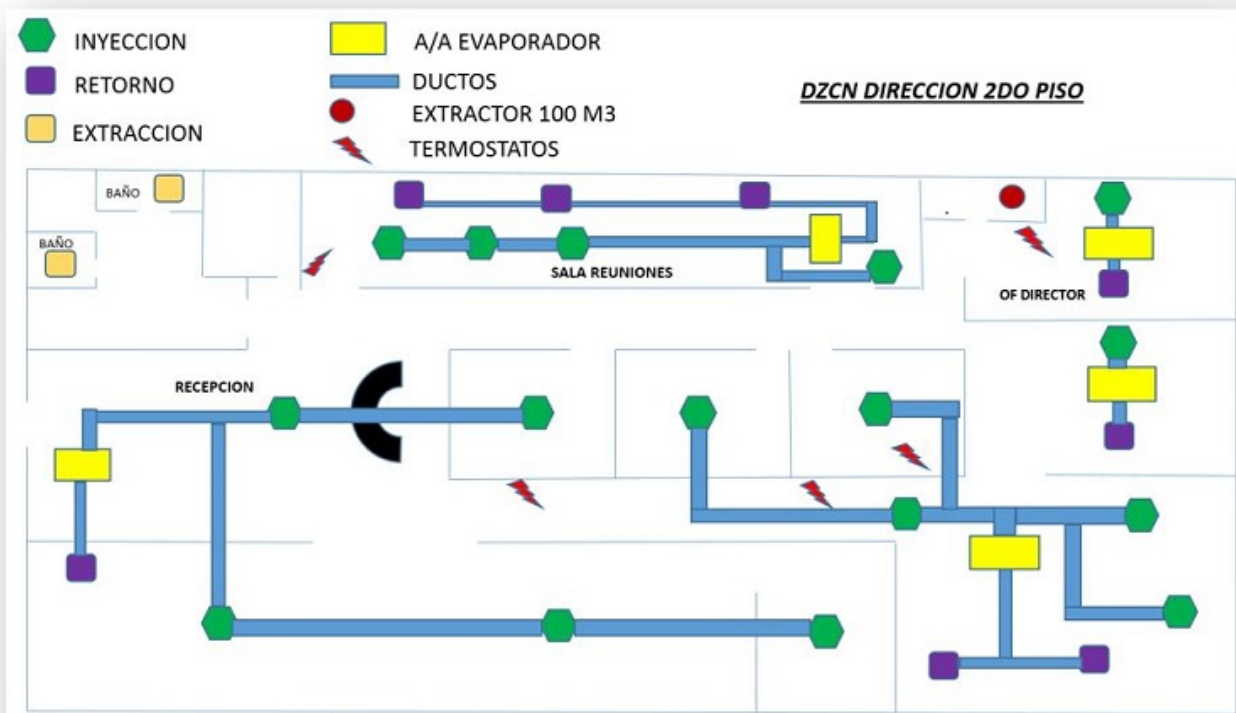 INYECCION
RETORNO
EXTRACCION
A/A EVAPORADOR
DUCTOS
EXTRACTOR 100 M3
TERMOSTATOS
DZCN DIRECCION 2DO PISO
BAÑO
BAÑO
SALA REUNIONES
OF DIRECTOR
RECEPCION